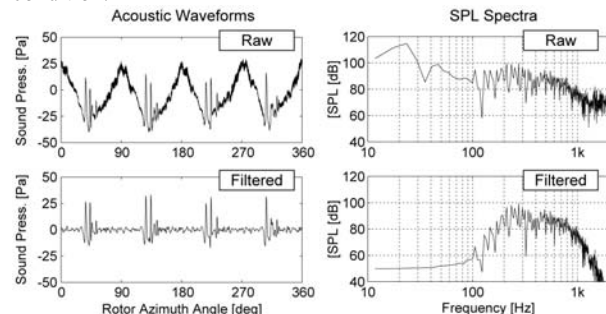 Acoustic Waveforms
SPL Spectra
50
Raw
25
0
-25
-50
Sound Press. [Pa]
0 90 180 270 360
120
Raw
100
80
60
40
[SPL [dB]
10 100 1k
50
Filtered
25
0
-25
-50
Sound Press. [Pa]
0 90 180 270 360
Rotor Azimuth Angle [deg]
120
Filtered
100
80
60
40
[SPL [dB]
10 100 1k
Frequency [Hz]